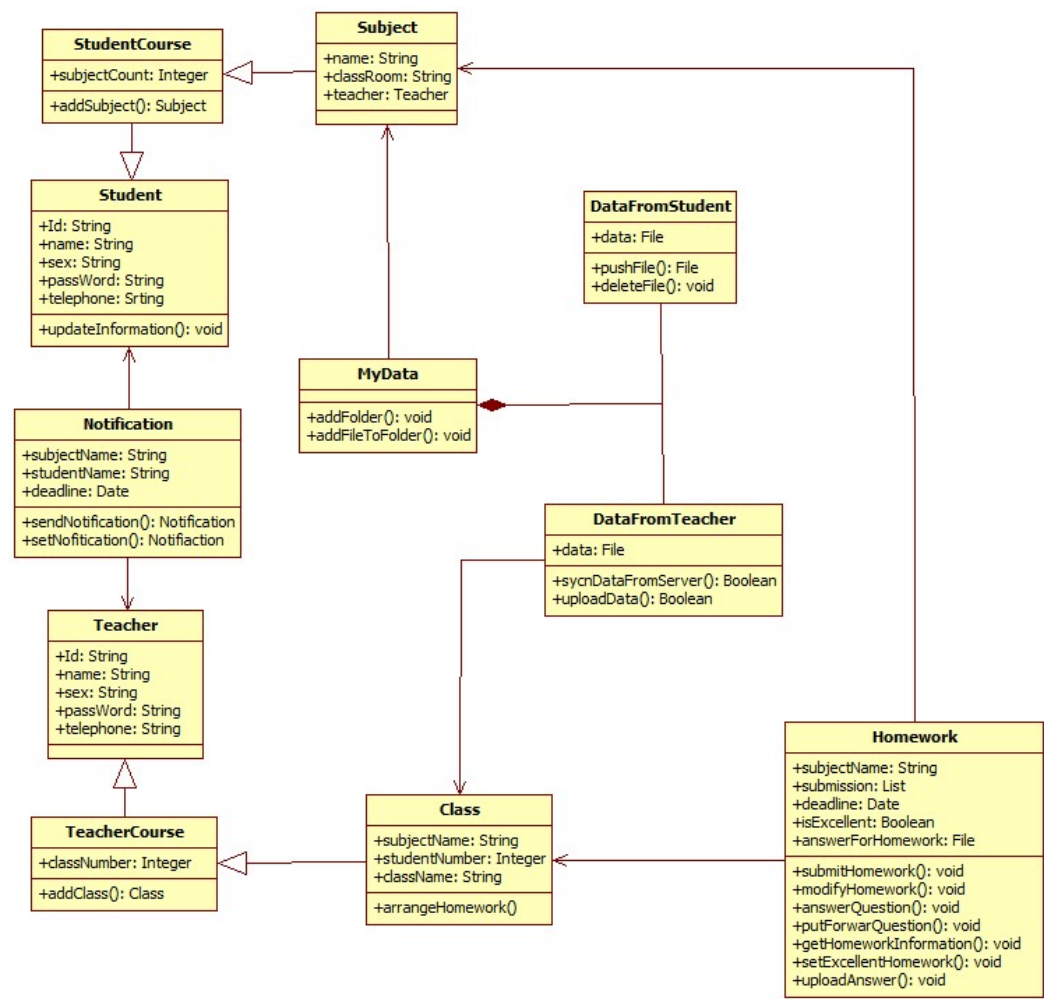 StudentCourse
+subjectCount: Integer
+addSubject(): Subject
Subject
+name: String
+classRoom: String
+teacher: Teacher
Student
+Id: String
+name: String
+sex: String
+passWord: String
+telephone: Srting
+updateInformation(): void
DataFromStudent
+data: File
+pushFile(): File
+deleteFile(): void
MyData
+addFolder(): void
+addFileToFolder(): void
Notification
+subjectName: String
+studentName: String
+deadline: Date
+sendNotification(): Notification
+setNofitication(): Notifiaction
DataFromTeacher
+data: File
+sycnDataFromServer(): Boolean
+uploadData(): Boolean
Teacher
+Id: String
+name: String
+sex: String
+passWord: String
+telephone: String
Homework
+subjectName: String
+submission: List
+deadline: Date
+isExcellent: Boolean
+answerForHomework: File
+submitHomework(): void
+modifyHomework(): void
+answerQuestion(): void
+putForwarQuestion(): void
+getHomeworkInformation(): void
+setExcellentHomework(): void
+uploadAnswer(): void
TeacherCourse
+classNumber: Integer
+addClass(): Class
Class
+subjectName: String
+studentNumber: Integer
+className: String
+arrangeHomework()